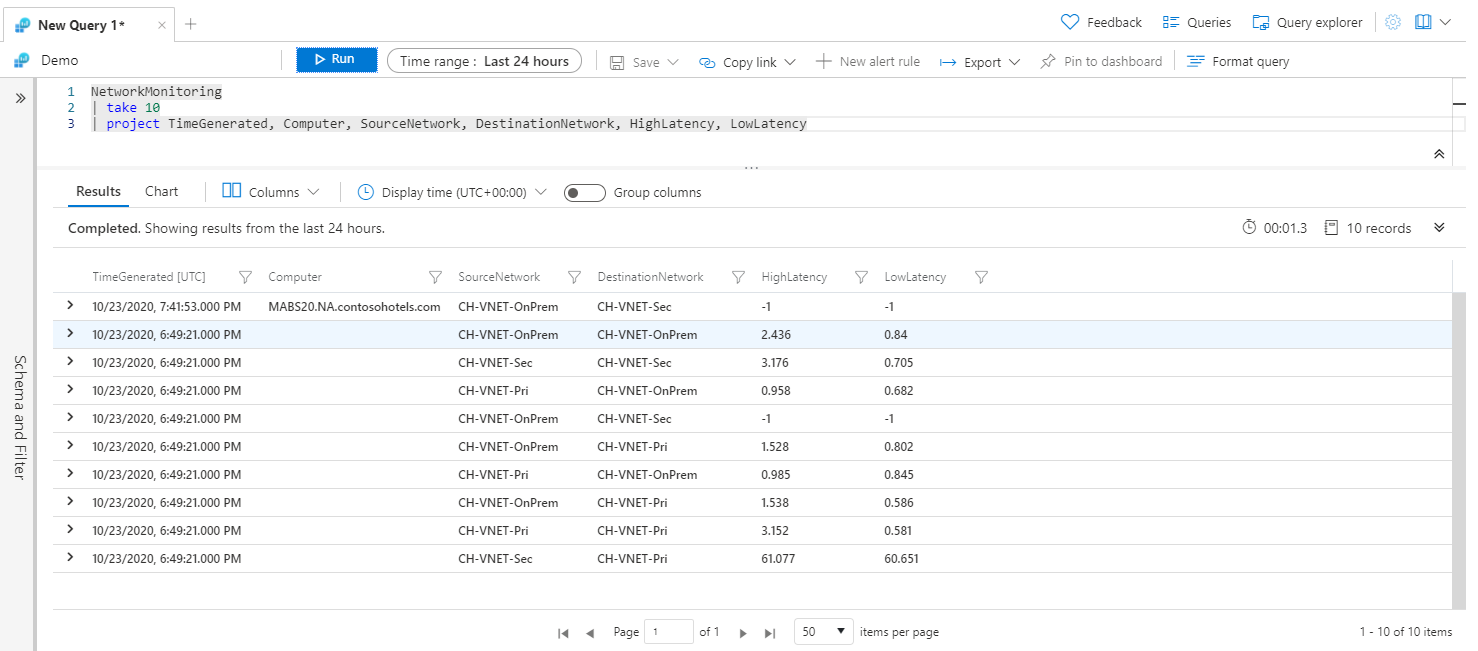 New Query 1*
Feedback Queries Query explorer
Demo Run Time range : Last 24 hours Save Copy link New alert rule Export Pin to dashboard Format query
1 NetworkMonitoring
2 | take 10
3 | project TimeGenerated, Computer, SourceNetwork, DestinationNetwork, HighLatency, LowLatency
Schema and Filter
Results Chart Columns Display time (UTC+00:00) Group columns
Completed. Showing results from the last 24 hours. 00:01.3 10 records
TimeGenerated [UTC] Computer SourceNetwork DestinationNetwork HighLatency LowLatency
10/23/2020, 7:41:53.000 PM MABS20.NA.contosohotels.com CH-VNET-OnPrem CH-VNET-Sec -1 -1
10/23/2020, 6:49:21.000 PM CH-VNET-OnPrem CH-VNET-OnPrem 2.436 0.84
10/23/2020, 6:49:21.000 PM CH-VNET-Sec CH-VNET-Sec 3.176 0.705
10/23/2020, 6:49:21.000 PM CH-VNET-Pri CH-VNET-OnPrem 0.958 0.682
10/23/2020, 6:49:21.000 PM CH-VNET-OnPrem CH-VNET-Sec -1 -1
10/23/2020, 6:49:21.000 PM CH-VNET-OnPrem CH-VNET-Pri 1.528 0.802
10/23/2020, 6:49:21.000 PM CH-VNET-Pri CH-VNET-OnPrem 0.985 0.845
10/23/2020, 6:49:21.000 PM CH-VNET-OnPrem CH-VNET-Pri 1.538 0.586
10/23/2020, 6:49:21.000 PM CH-VNET-Pri CH-VNET-Pri 3.152 0.581
10/23/2020, 6:49:21.000 PM CH-VNET-Sec CH-VNET-Pri 61.077 60.651
Page 1 of 1 50 items per page 1 - 10 of 10 items